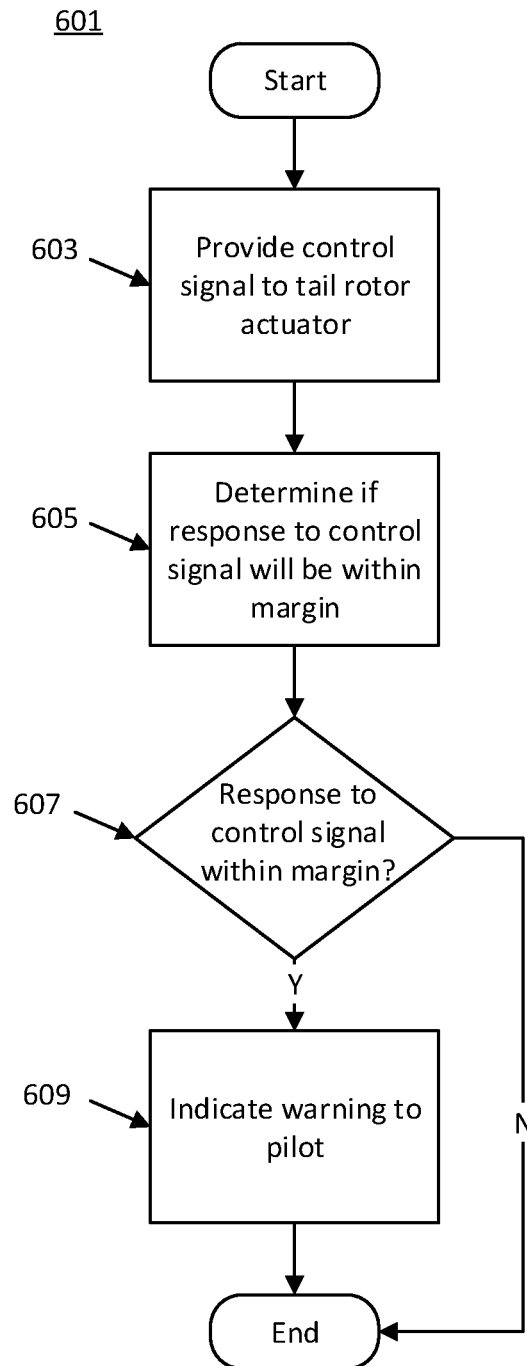 601
Start
603
Provide control
signal to tail rotor
actuator
605
Determine if
response to control
signal will be within
margin
607
Response to
control signal
within margin?
Y
609
Indicate warning to
pilot
N
End